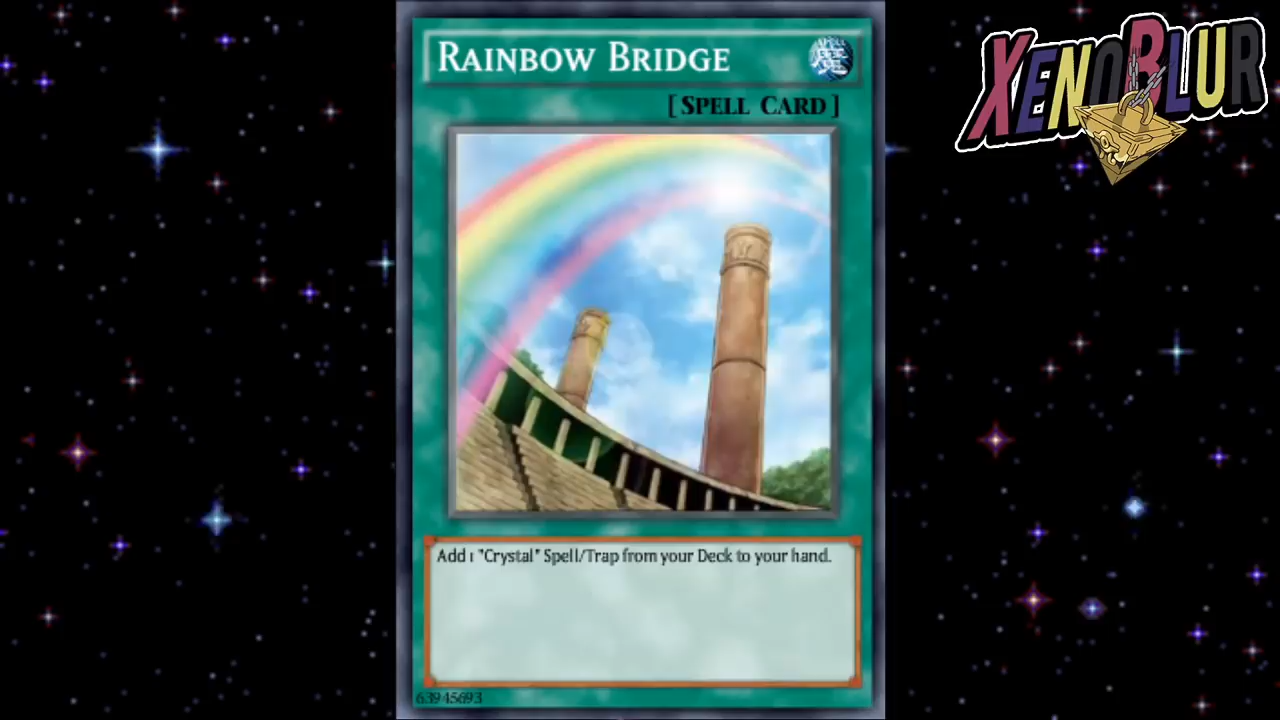 RAINBOW BRIDGE
[SPELL CARD]
XENOBLUR
Add 1 "Crystal" Spell/Trap from your Deck to your hand.
63945693